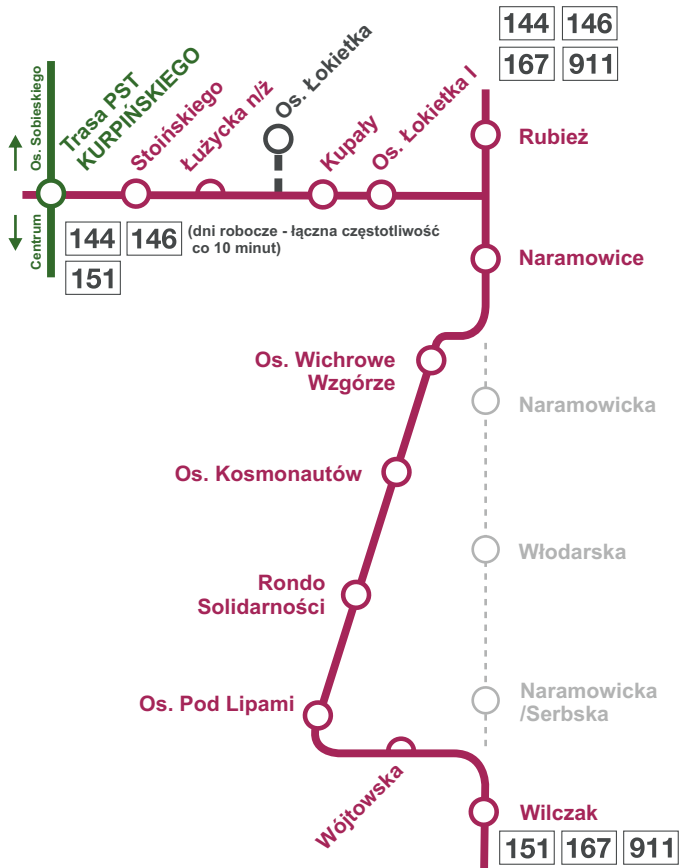 144 146
167 911
Os. Sobieskiego
Centrum
Trasa PST
KURPIŃSKIEGO
Stoińskiego
Łużycka n/ż
Os. Łokietka
Kupały
Os. Łokietka I
Rubież
144 146 (dni robocze - łączna częstotliwość
co 10 minut)
151
Naramowice
Os. Wichrowe
Wzgórze
Naramowicka
Os. Kosmonautów
Włodarska
Rondo
Solidarności
Naramowicka
/Serbska
Os. Pod Lipami
Wójtowska
Wilczak
151 167 911